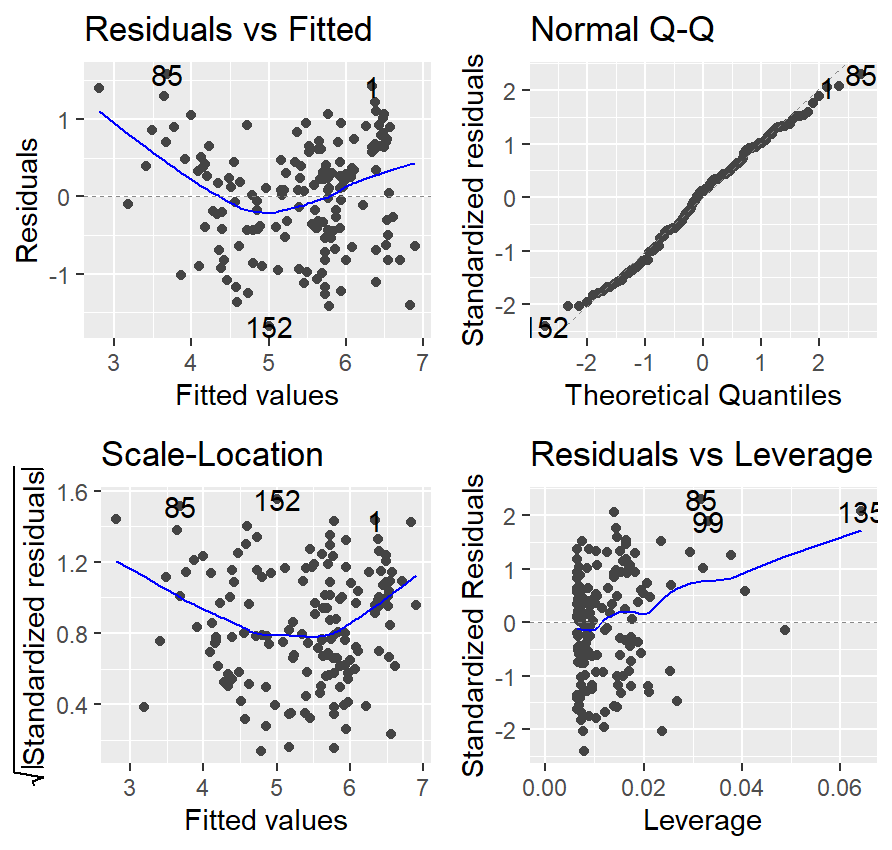 Residuals vs Fitted
Residuals
1
0
-1
85
1
152
3 4 5 6 7
Fitted values
Normal Q-Q
Standardized residuals
2
1
0
-1
-2
85
1
152
-2 -1 0 1 2
Theoretical Quantiles
Scale-Location
√|Standardized residuals|
1.6
1.2
0.8
0.4
85
152
1
3 4 5 6 7
Fitted values
Residuals vs Leverage
Standardized Residuals
2
1
0
-1
-2
85
99
135
0.00 0.02 0.04 0.06
Leverage